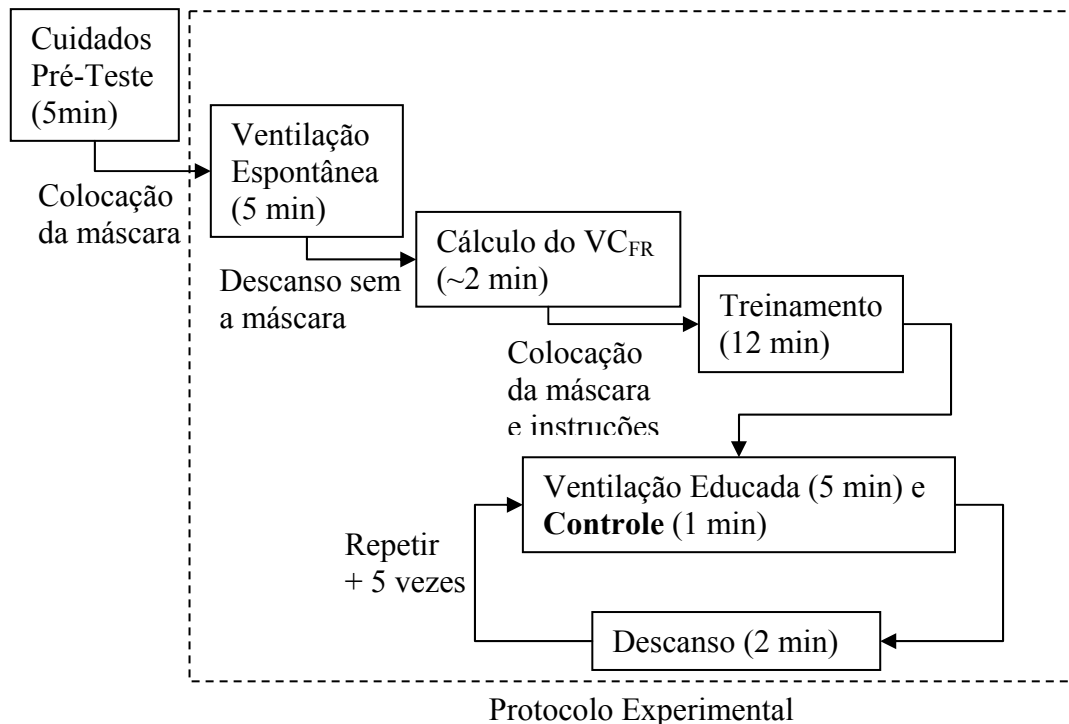 Cuidados
Pré-Teste
(5min)
Colocação
da máscara
Ventilação
Espontânea
(5 min)
Descanso sem
a máscara
Cálculo do VC_FR
(~2 min)
Colocação
da máscara
e instruções
Treinamento
(12 min)
Ventilação Educada (5 min) e
Controle (1 min)
Repetir
+ 5 vezes
Descanso (2 min)
Protocolo Experimental